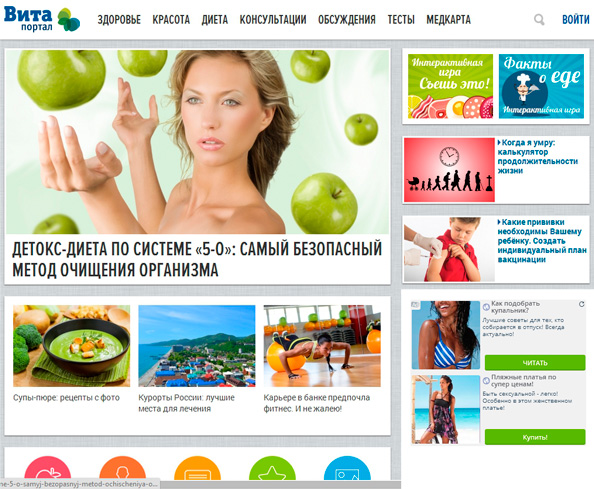 Вита
портал
ЗДОРОВЬЕ КРАСОТА ДИЕТА КОНСУЛЬТАЦИИ ОБСУЖДЕНИЯ ТЕСТЫ МЕДКАРТА
ВОЙТИ
ДЕТОКС-ДИЕТА ПО СИСТЕМЕ «5-0»: САМЫЙ БЕЗОПАСНЫЙ
МЕТОД ОЧИЩЕНИЯ ОРГАНИЗМА
Интерактивная
игра
Съешь это!
Факты
о еде
Интерактивная игра
Когда я умру:
калькулятор
продолжительности
жизни
Какие прививки
необходимы Вашему
ребёнку. Создать
индивидуальный план
вакцинации
Супы-пюре: рецепты с фото
Курорты России: лучшие
места для лечения
Карьере в банке предпочла
фитнес. И не жалею!
Как подобрать
купальник?
Лучшие советы для тех, кто
собирается в отпуск! Всегда
актуально!
ЧИТАТЬ
Пляжные платья по
супер ценам!
Быть сексуальной - легко!
Особенно в этом женственном
платье!
Купить!
ne-5-o-samyj-bezopasnyj-metod-ochischeniya-o...